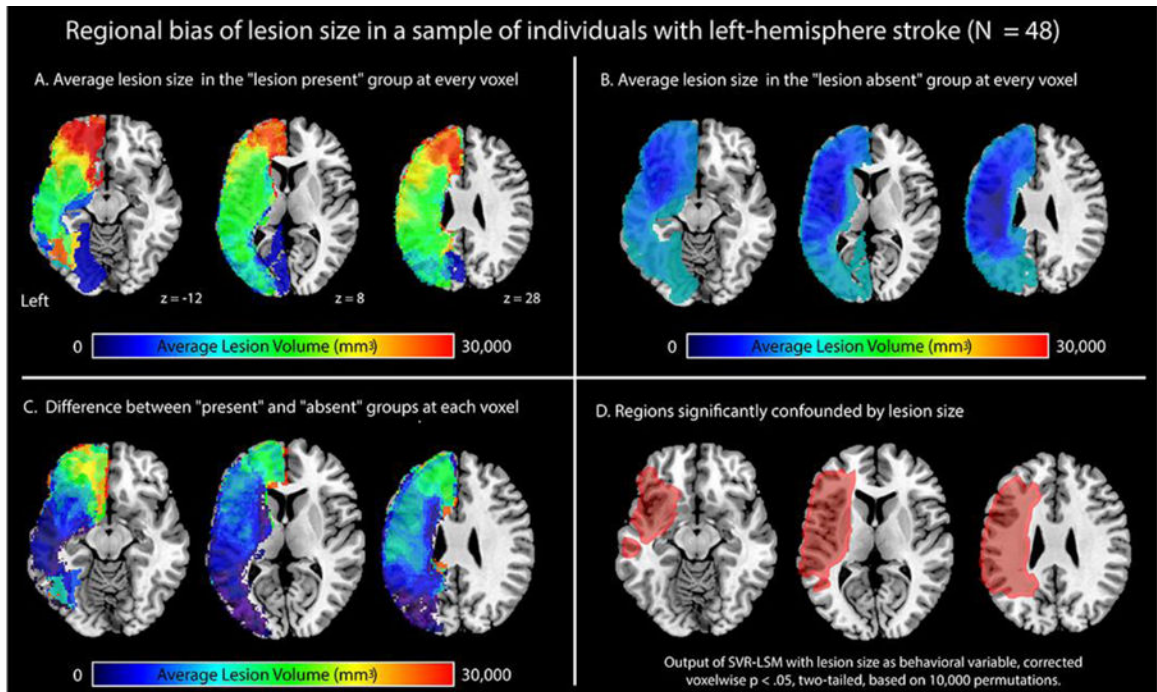 Regional bias of lesion size in a sample of individuals with left-hemisphere stroke (N = 48)
A. Average lesion size in the "lesion present" group at every voxel
Left
z = -12
z = 8
z = 28
0
Average Lesion Volume (mm³)
30,000
B. Average lesion size in the "lesion absent" group at every voxel
0
Average Lesion Volume (mm³)
30,000
C. Difference between "present" and "absent" groups at each voxel
0
Average Lesion Volume (mm³)
30,000
D. Regions significantly confounded by lesion size
Output of SVR-LSM with lesion size as behavioral variable, corrected
voxelwise p < .05, two-tailed, based on 10,000 permutations.